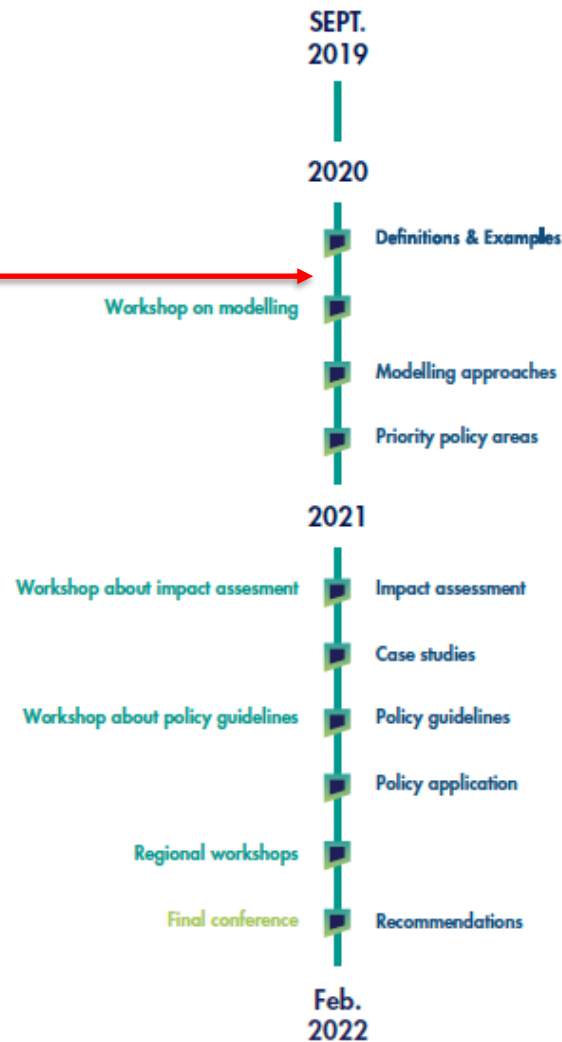 SEPT.
2019
2020
Definitions & Examples
Workshop on modelling
Modelling approaches
Priority policy areas
2021
Workshop about impact assesment
Impact assessment
Case studies
Workshop about policy guidelines
Policy guidelines
Policy application
Regional workshops
Final conference
Recommendations
Feb.
2022